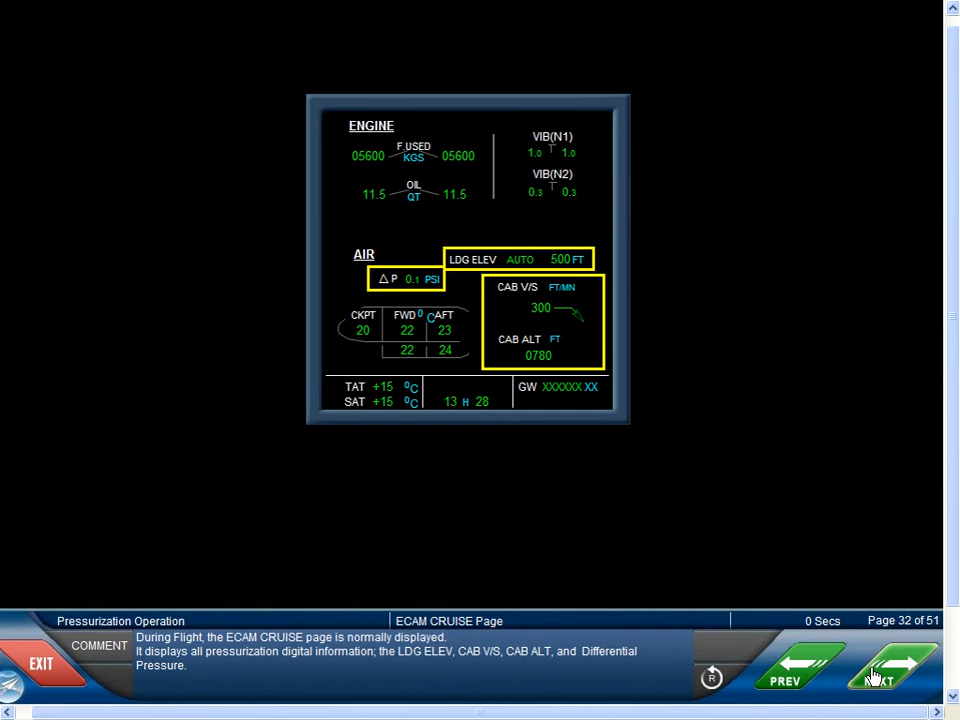 ENGINE
F.USED
05600 KGS 05600
OIL
11.5 QT 11.5
VIB(N1)
1.0 1.0
VIB(N2)
0.3 0.3
AIR
LDG ELEV AUTO 500 FT
△ P 0.1 PSI
CAB V/S FT/MN
300
CAB ALT FT
0780
CKPT FWD °C AFT
20 22 23
22 24
TAT +15 °C
SAT +15 °C
13 H 28
GW XXXXXX XX
Pressurization Operation
ECAM CRUISE Page
0 Secs
Page 32 of 51
COMMENT
During Flight, the ECAM CRUISE page is normally displayed.
It displays all pressurization digital information; the LDG ELEV, CAB V/S, CAB ALT, and Differential
Pressure.
EXIT
R
PREV
NEXT